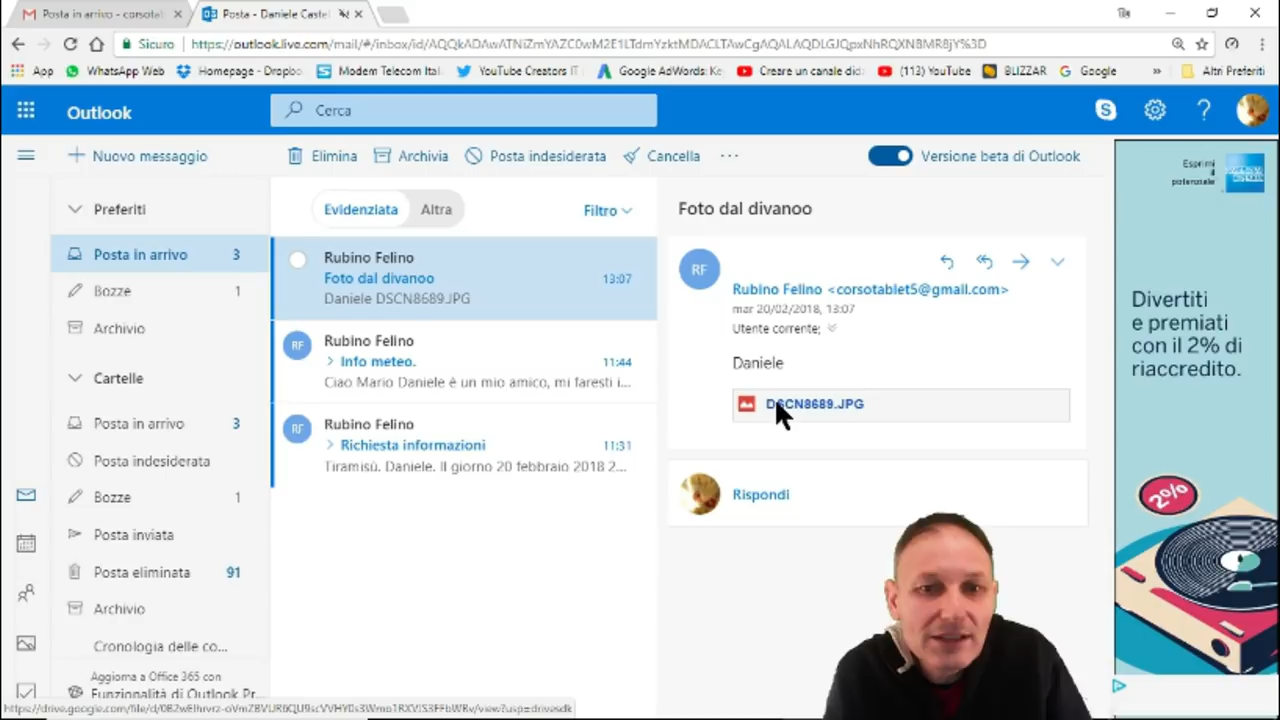 Posta in arrivo - corsotab
Posta - Daniele Castel
Sicuro
https://outlook.live.com/mail/#/inbox/id/
App
WhatsApp Web
Homepage - Dropbo
Modem Telecom Ital
YouTube Creators IT
Google AdWords: Ke
Creare un canale dida
(113) YouTube
BLIZZAR
Google
»
Altri Preferiti
Outlook
Cerca
Nuovo messaggio
Elimina
Archivia
Posta indesiderata
Cancella
Versione beta di Outlook
Preferiti
Posta in arrivo 3
Bozze 1
Archivio
Cartelle
Posta in arrivo 3
Posta indesiderata
Bozze 1
Posta inviata
Posta eliminata 91
Archivio
Cronologia delle co...
Aggiorna a Office 365 con
Funzionalità di Outlook Pr...
Evidenziata
Altra
Filtro
Rubino Felino
Foto dal divanoo 13:07
Daniele DSCN8689.JPG
RF
Rubino Felino
Info meteo. 11:44
Ciao Mario Daniele è un mio amico, mi faresti i...
RF
Rubino Felino
Richiesta informazioni 11:31
Tiramisù. Daniele. Il giorno 20 febbraio 2018 2...
Foto dal divanoo
RF
Rubino Felino <corsotablet5@gmail.com>
mar 20/02/2018, 13:07
Utente corrente;
Daniele
DSCN8689.JPG
Rispondi
Esprimi
il
potenziale
Divertiti
e premiati
con il 2% di
riaccredito.
2%